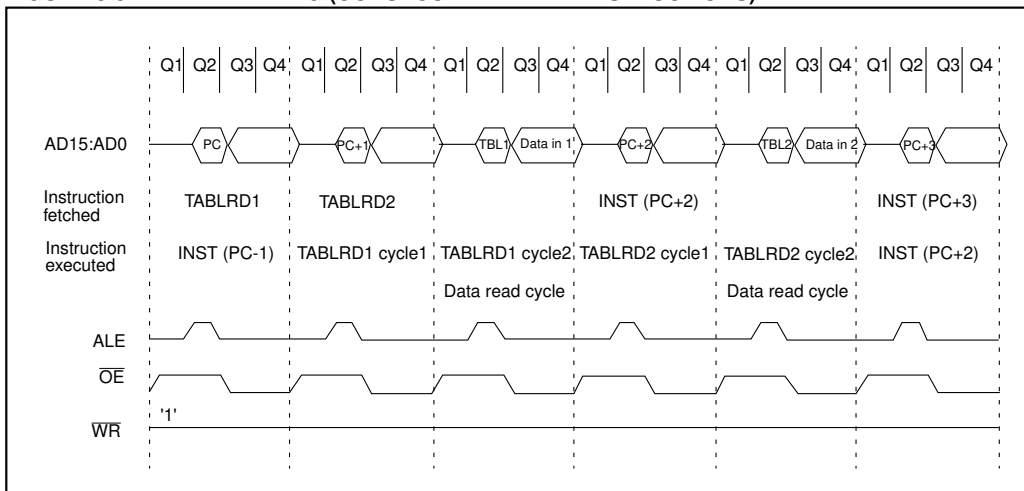 Q1 Q2 Q3 Q4 Q1 Q2 Q3 Q4 Q1 Q2 Q3 Q4 Q1 Q2 Q3 Q4 Q1 Q2 Q3 Q4 Q1 Q2 Q3 Q4
AD15:AD0 PC PC+1 TBL1 Data in 1 PC+2 TBL2 Data in 2 PC+3
Instruction
fetched
TABLRD1 TABLRD2 INST (PC+2) INST (PC+3)
Instruction
executed
INST (PC-1) TABLRD1 cycle1 TABLRD1 cycle2 TABLRD2 cycle1 TABLRD2 cycle2 INST (PC+2)
Data read cycle Data read cycle
ALE
OE
'1'
WR